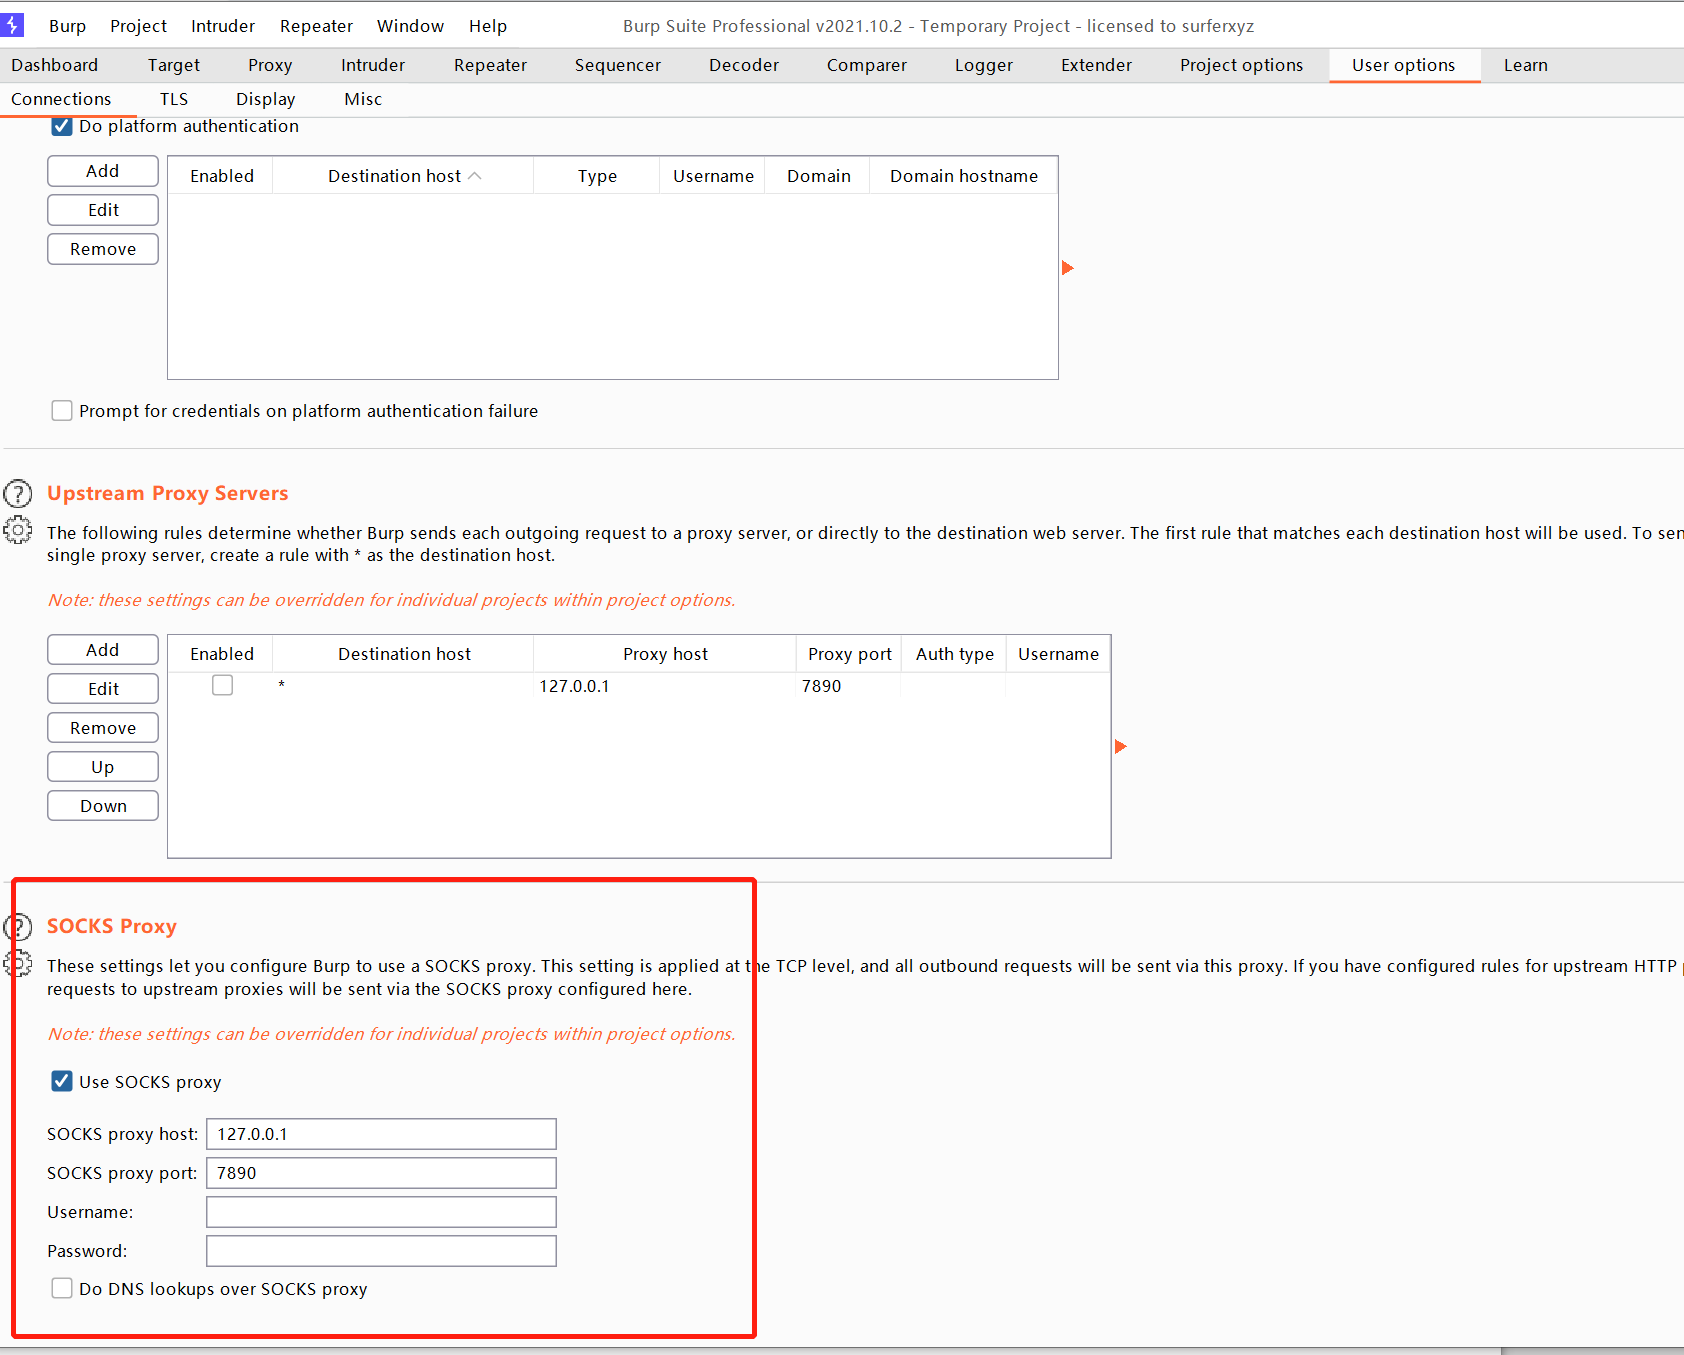 Burp Project Intruder Repeater Window Help Burp Suite Professional v2021.10.2 - Temporary Project - licensed to surferxyz
Dashboard Target Proxy Intruder Repeater Sequencer Decoder Comparer Logger Extender Project options User options Learn
Connections TLS Display Misc
Do platform authentication
Add
Edit
Remove
Enabled Destination host Type Username Domain Domain hostname
Prompt for credentials on platform authentication failure
Upstream Proxy Servers
The following rules determine whether Burp sends each outgoing request to a proxy server, or directly to the destination web server. The first rule that matches each destination host will be used. To
single proxy server, create a rule with * as the destination host.
Note: these settings can be overridden for individual projects within project options.
Add
Edit
Remove
Up
Down
Enabled Destination host Proxy host Proxy port Auth type Username
* 127.0.0.1 7890
SOCKS Proxy
These settings let you configure Burp to use a SOCKS proxy. This setting is applied at the TCP level, and all outbound requests will be sent via this proxy. If you have configured rules for upstream HTTP
requests to upstream proxies will be sent via the SOCKS proxy configured here.
Note: these settings can be overridden for individual projects within project options.
Use SOCKS proxy
SOCKS proxy host: 127.0.0.1
SOCKS proxy port: 7890
Username:
Password:
Do DNS lookups over SOCKS proxy